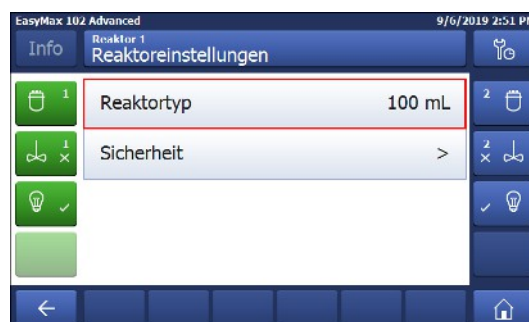 EasyMax 102 Advanced
9/6/2019 2:51 P
Info
Reaktor 1
Reaktoreinstellungen
1
Reaktortyp
100 mL
2
1
Sicherheit
>
2